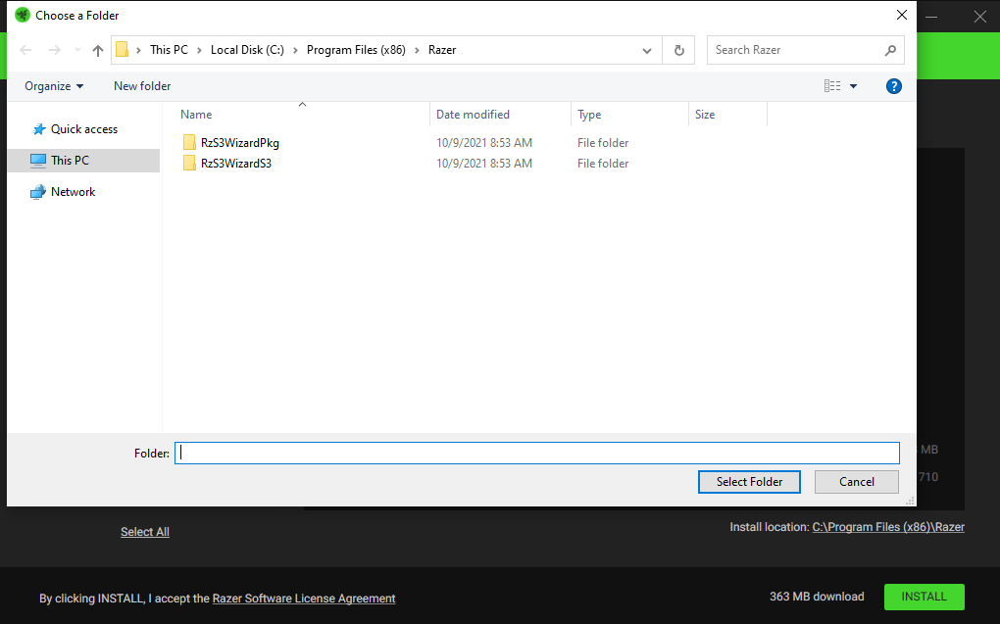 Choose a Folder
This PC > Local Disk (C:) > Program Files (x86) > Razer
Search Razer
Organize
New folder
?
Name
Date modified
Type
Size
Quick access
This PC
Network
RzS3WizardPkg 10/9/2021 8:53 AM File folder
RzS3WizardS3 10/9/2021 8:53 AM File folder
Folder:
MB
Select Folder
Cancel
710
Select All
Install location: C:\Program Files (x86)\Razer
By clicking INSTALL, I accept the Razer Software License Agreement
363 MB download
INSTALL